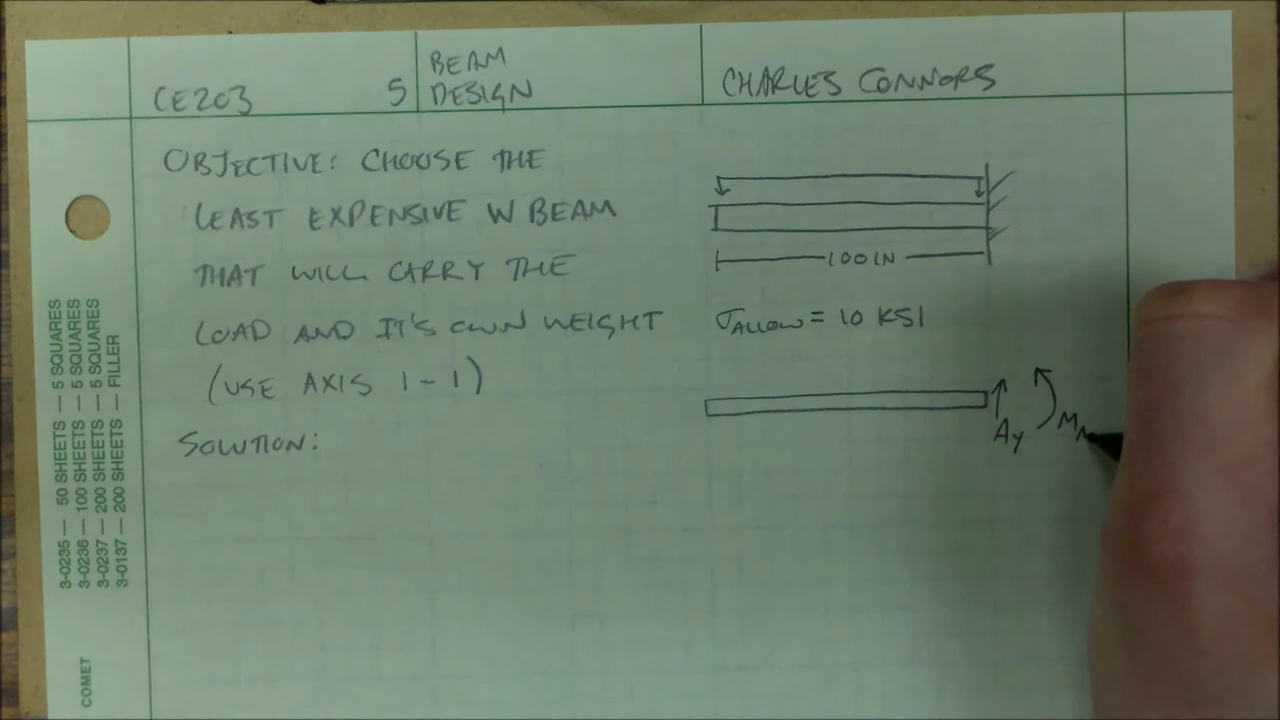 CE203
5
BEAM
DESIGN
CHARLES CONNORS
OBJECTIVE: CHOOSE THE
LEAST EXPENSIVE W BEAM
THAT WILL CARRY THE
LOAD AND IT'S OWN WEIGHT
(USE AXIS 1-1)
SOLUTION:
100 IN
σALLOW = 10 KSI
Ay
M
3-0235 — 50 SHEETS — 5 SQUARES
3-0236 — 100 SHEETS — 5 SQUARES
3-0237 — 200 SHEETS — 5 SQUARES
3-0137 — 200 SHEETS — FILLER
COMET